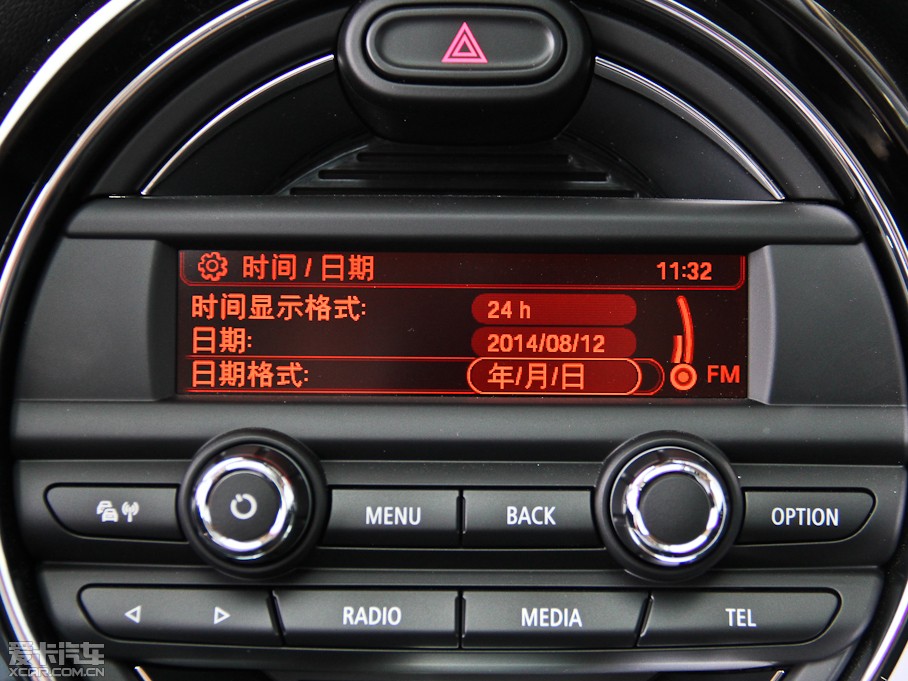 时间 / 日期 11:32
时间显示格式: 24 h
日期: 2014/08/12
日期格式: 年/月/日 FM
MENU BACK OPTION
RADIO MEDIA TEL
爱卡汽车
XCAR.COM.CN